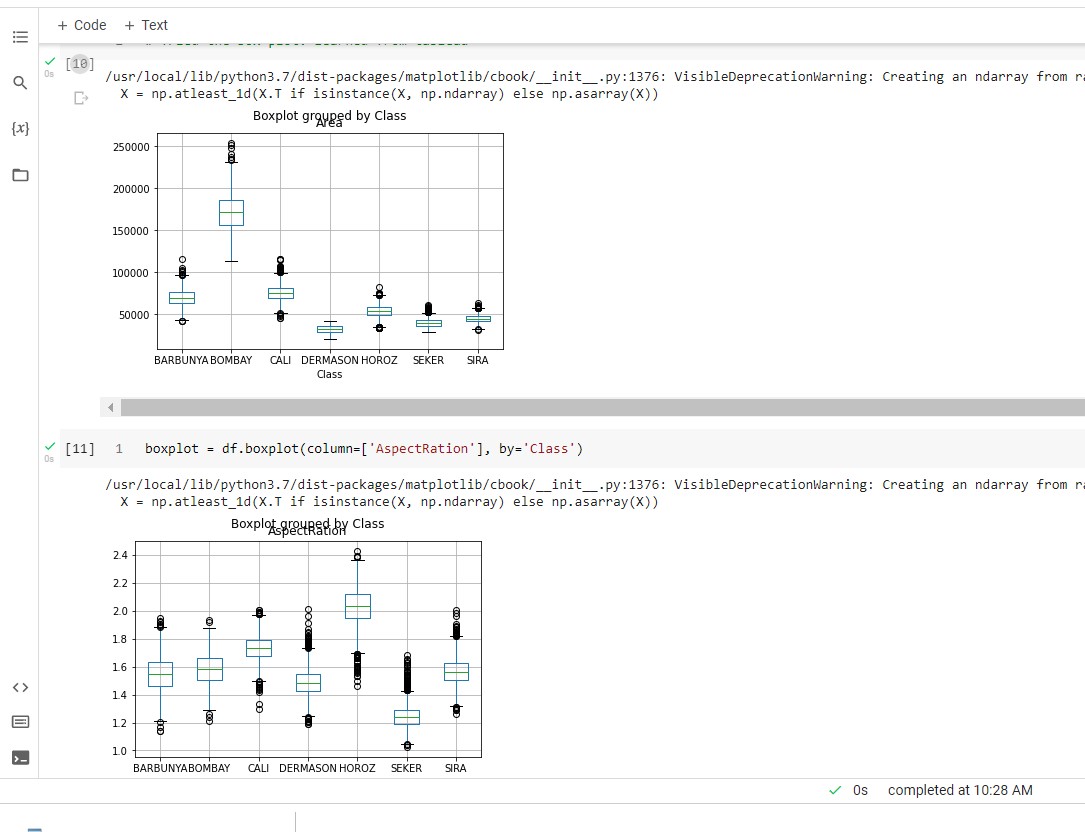 + Code + Text
[10]
0s
/usr/local/lib/python3.7/dist-packages/matplotlib/cbook/__init__.py:1376: VisibleDeprecationWarning: Creating an ndarray from
X = np.atleast_1d(X.T if isinstance(X, np.ndarray) else np.asarray(X))
{x}
Boxplot grouped by Class
Area
250000
200000
150000
100000
50000
BARBUNYA BOMBAY CALI DERMASON HOROZ SEKER SIRA
Class
[11] 1 boxplot = df.boxplot(column=['AspectRation'], by='Class')
0s
/usr/local/lib/python3.7/dist-packages/matplotlib/cbook/__init__.py:1376: VisibleDeprecationWarning: Creating an ndarray from
X = np.atleast_1d(X.T if isinstance(X, np.ndarray) else np.asarray(X))
Boxplot grouped by Class
AspectRation
2.4
2.2
2.0
1.8
1.6
1.4
1.2
1.0
BARBUNYA BOMBAY CALI DERMASON HOROZ SEKER SIRA
0s completed at 10:28 AM